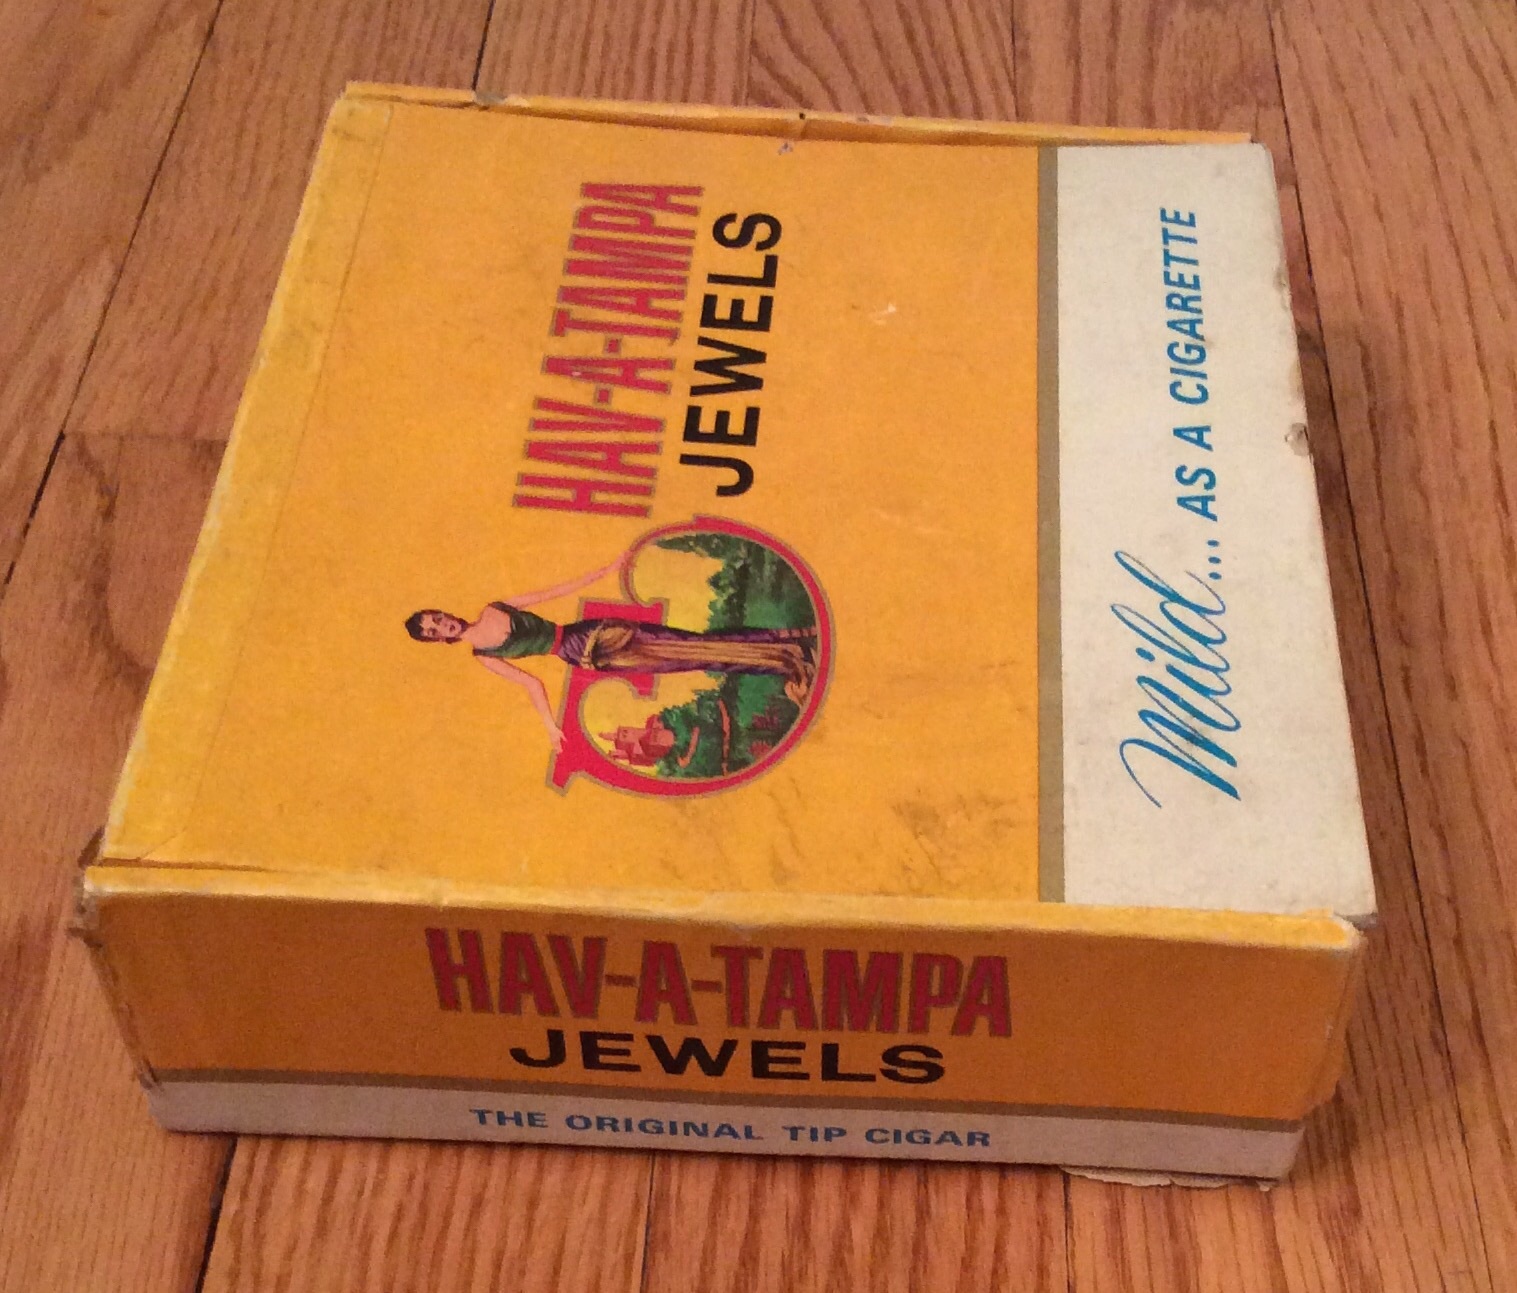 HAV-A-TAMPA
JEWELS
Mild... AS A CIGARETTE
HAV-A-TAMPA
JEWELS
THE ORIGINAL TIP CIGAR